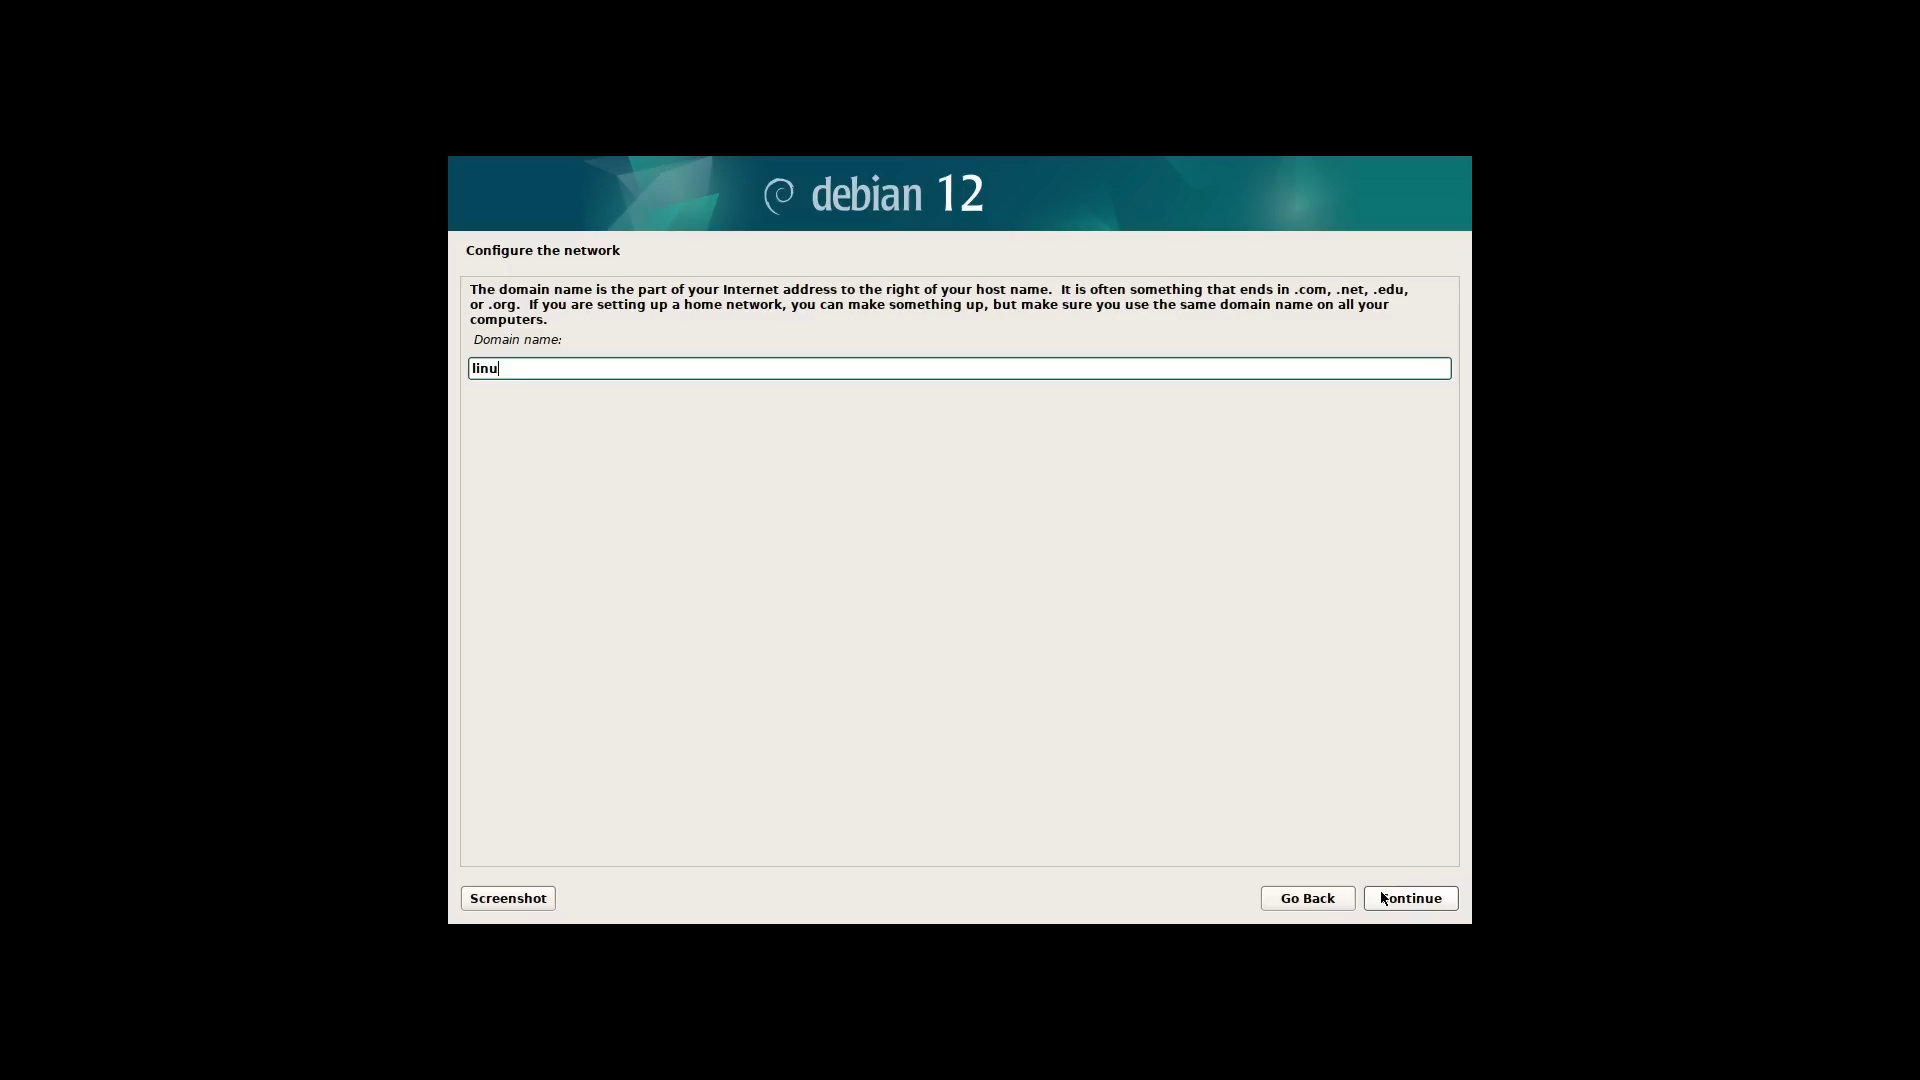 debian 12
Configure the network
The domain name is the part of your Internet address to the right of your host name.  It is often something that ends in .com, .net, .edu,
or .org.  If you are setting up a home network, you can make something up, but make sure you use the same domain name on all your
computers.
Domain name:
linu
Screenshot
Go Back
Continue